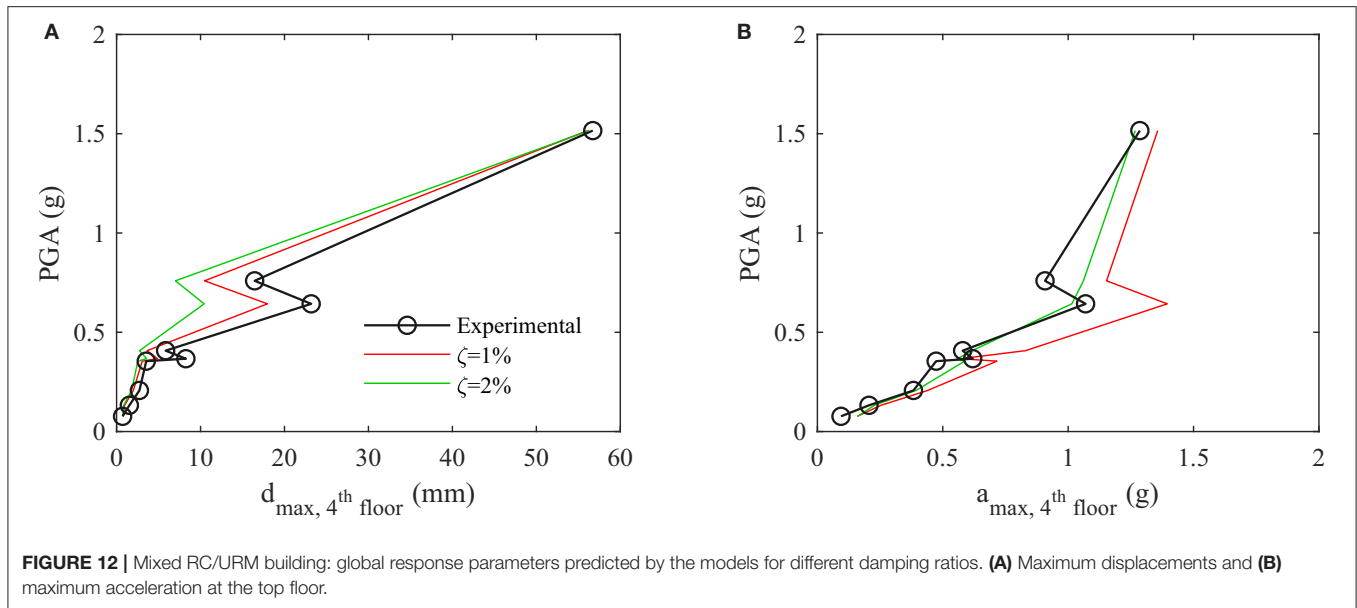 A
2
1.5
1
0.5
0
PGA (g)
0 10 20 30 40 50 60
d max, 4th floor (mm)
Experimental
ζ=1%
ζ=2%
B
2
1.5
1
0.5
0
PGA (g)
0 0.5 1 1.5 2
a max, 4th floor (g)
FIGURE 12 | Mixed RC/URM building: global response parameters predicted by the models for different damping ratios. (A) Maximum displacements and (B)
maximum acceleration at the top floor.